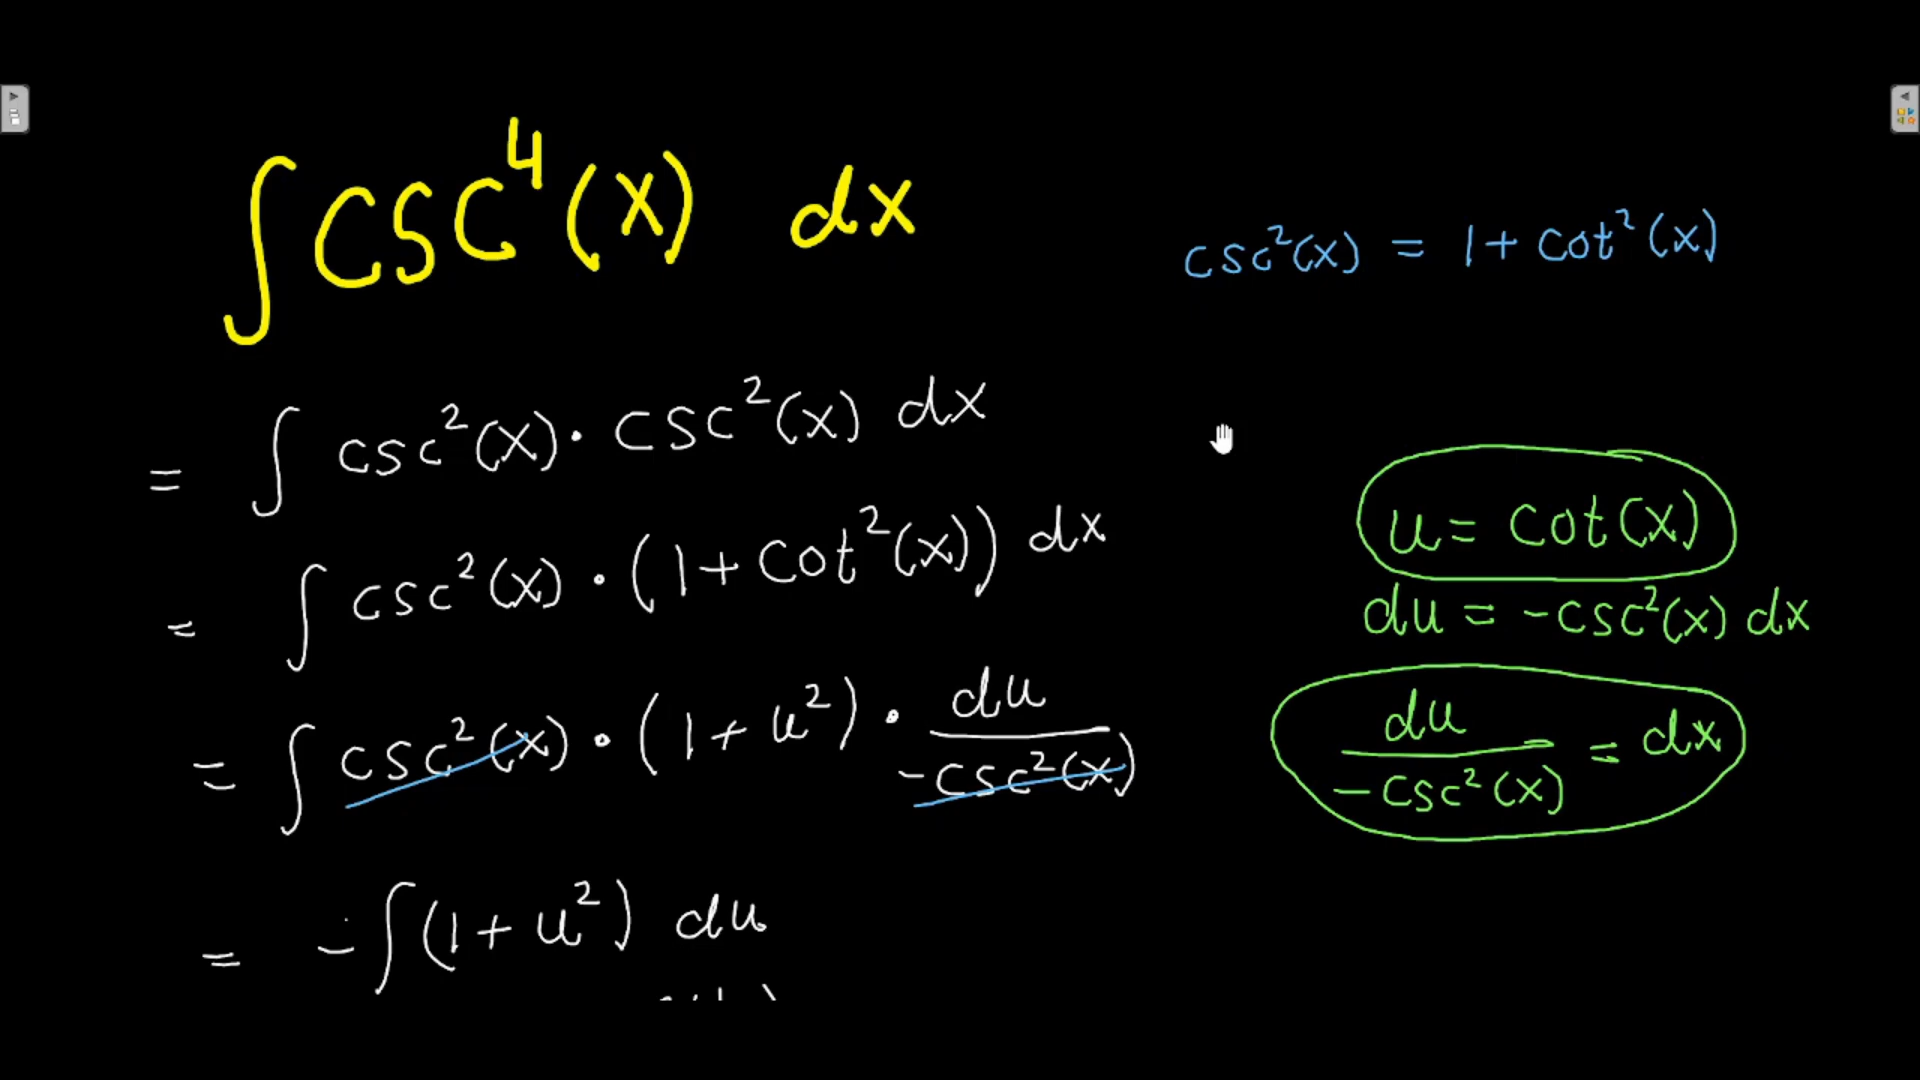 ∫ csc⁴(x) dx
csc²(x) = 1 + cot²(x)
= ∫ csc²(x) · csc²(x) dx
= ∫ csc²(x) · (1 + cot²(x)) dx
= ∫ csc²(x) · (1 + u²) · du / -csc²(x)
= -∫(1 + u²) du
u = cot(x)
du = -csc²(x) dx
du / -csc²(x) = dx